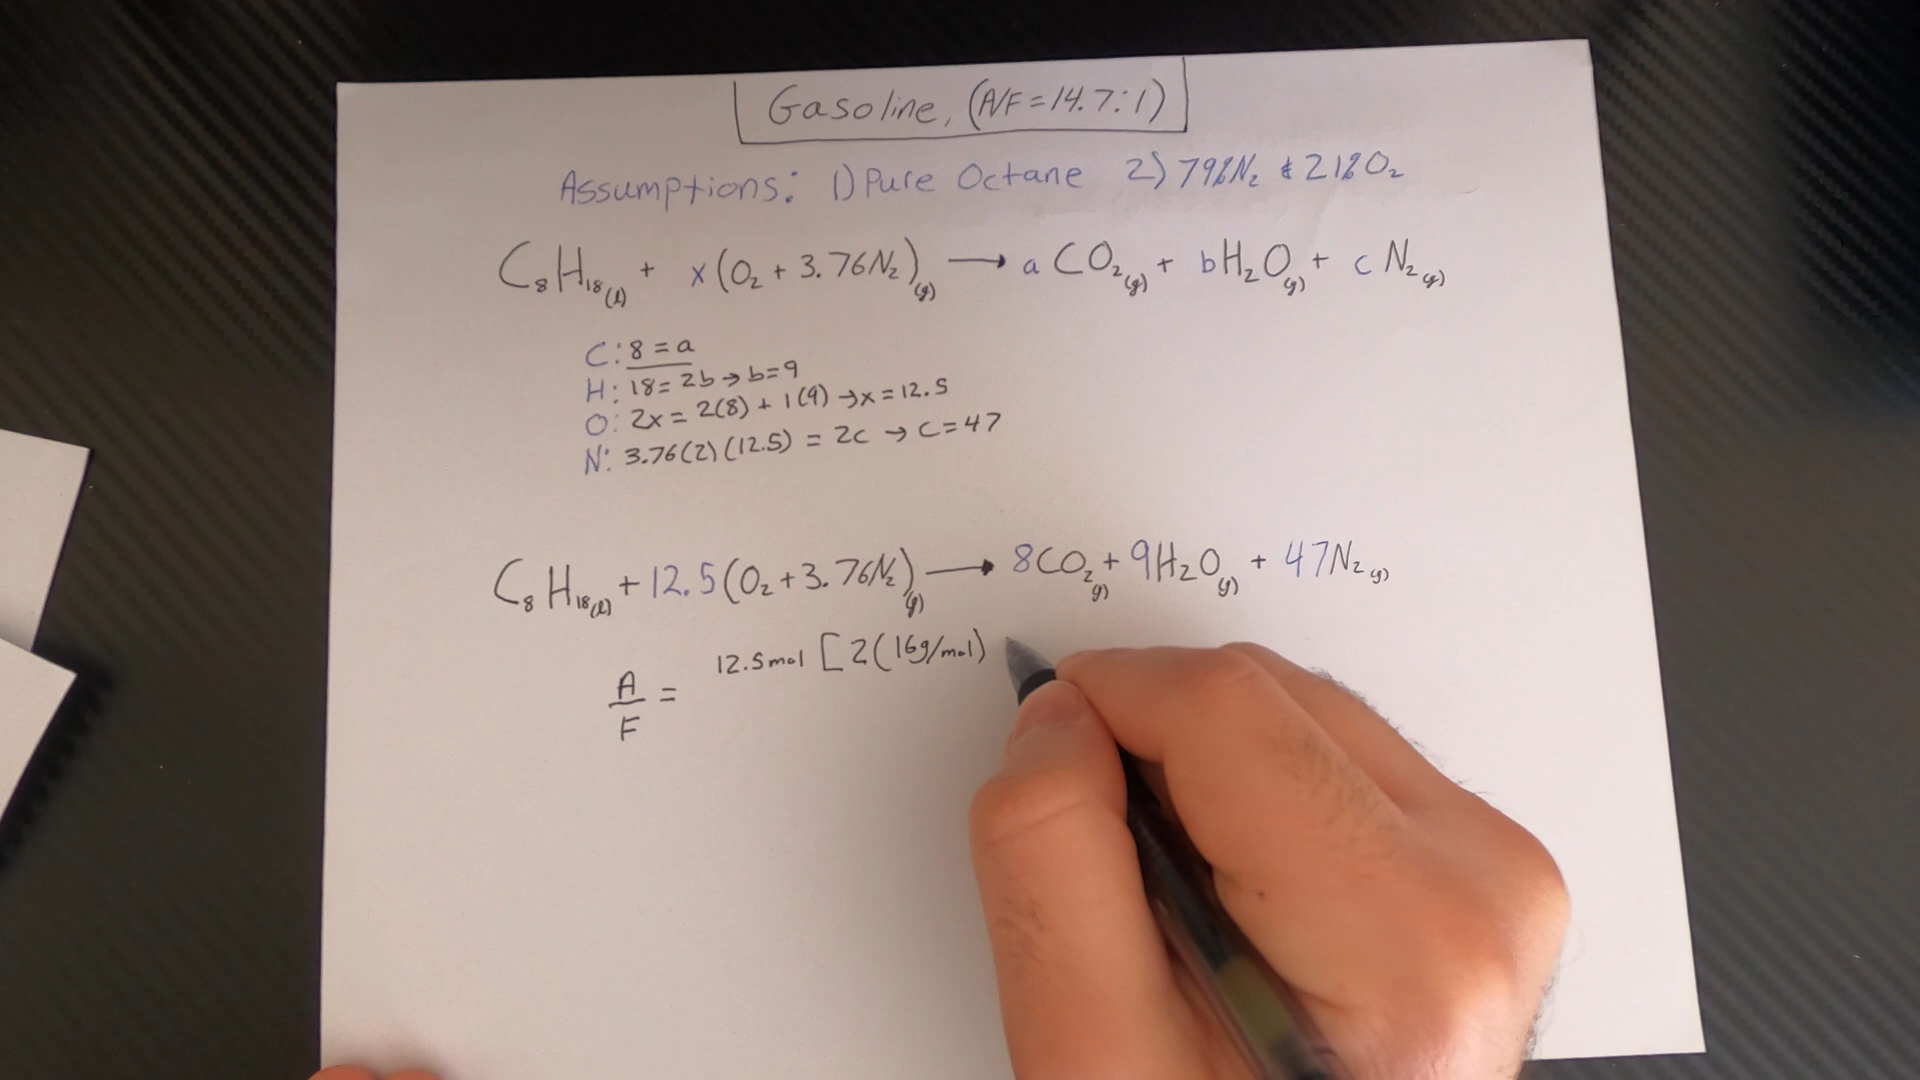 Gasoline, (A/F = 14.7:1)
Assumptions: 1) Pure Octane 2) 79% N₂ & 21% O₂
C₈H₁₈(l) + x(O₂ + 3.76N₂)(g) → a CO₂(g) + bH₂O(g) + c N₂(g)
C: 8 = a
H: 18 = 2b → b = 9
O: 2x = 2(8) + 1(9) → x = 12.5
N: 3.76(2)(12.5) = 2c → c = 47
C₈H₁₈(l) + 12.5(O₂ + 3.76N₂)(g) → 8CO₂(g) + 9H₂O(g) + 47N₂(g)
A/F = 12.5mol [2(16g/mol)